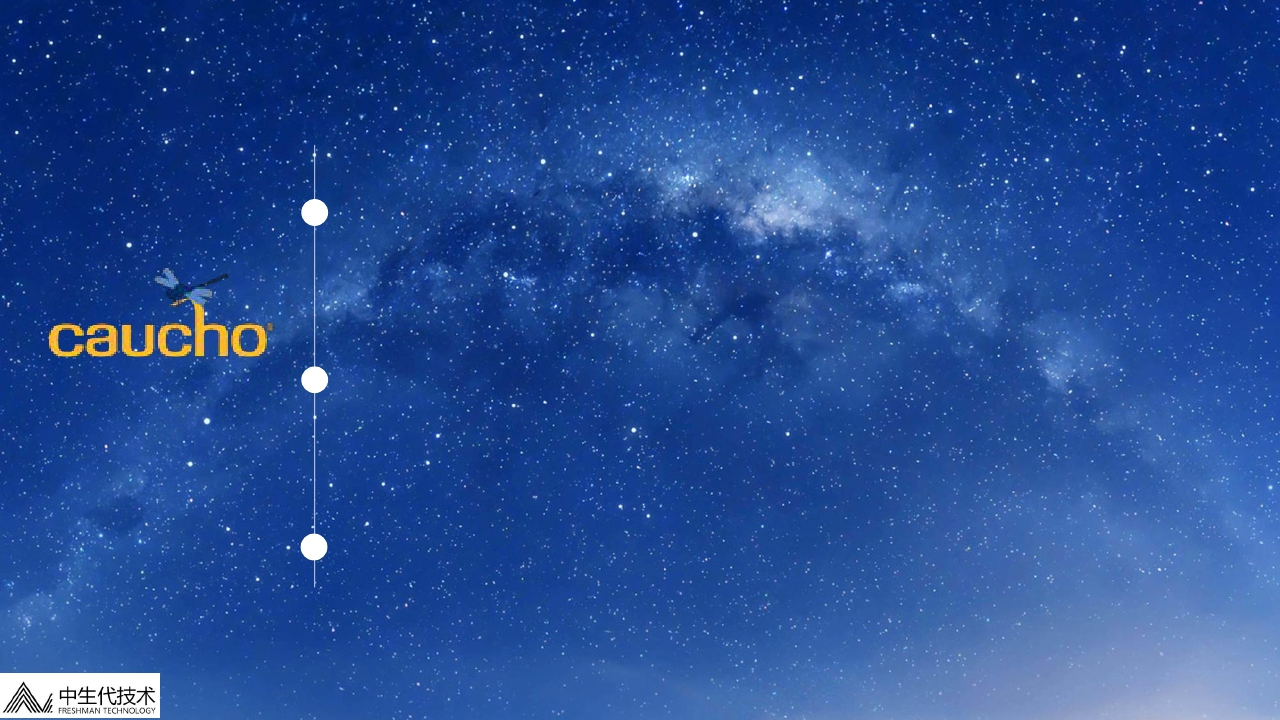 caucho
中生代技术
FRESHMAN TECHNOLOGY